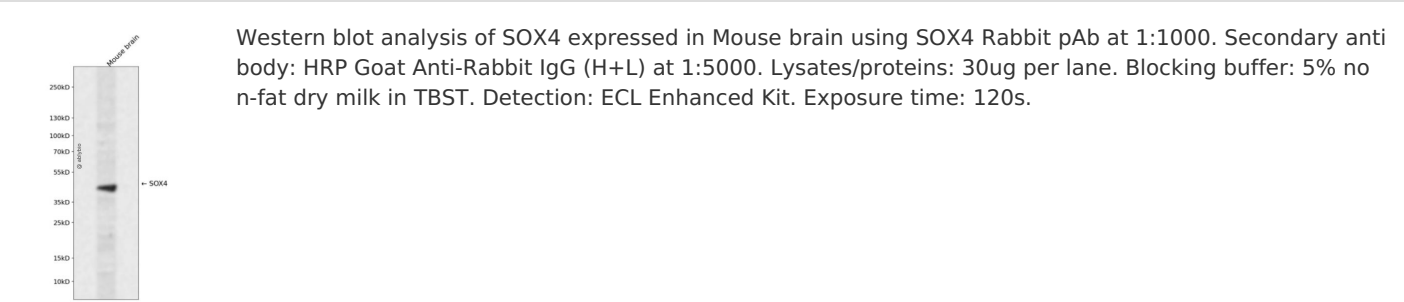 Mouse brain
Western blot analysis of SOX4 expressed in Mouse brain using SOX4 Rabbit pAb at 1:1000. Secondary anti
body: HRP Goat Anti-Rabbit IgG (H+L) at 1:5000. Lysates/proteins: 30ug per lane. Blocking buffer: 5% no
n-fat dry milk in TBST. Detection: ECL Enhanced Kit. Exposure time: 120s.
250kD
130kD
100kD
70kD
55kD
← SOX4
35kD
25kD
15kD
10kD